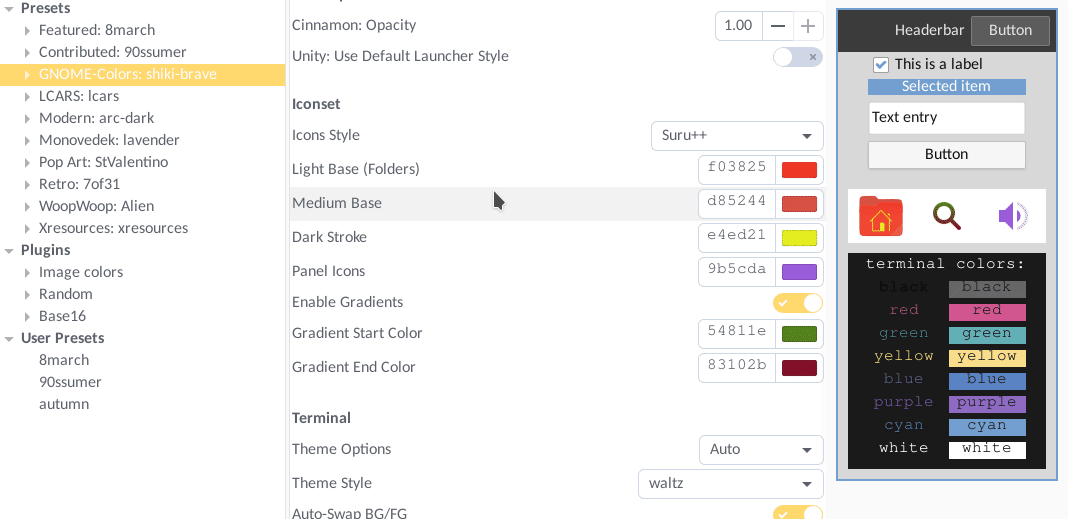 Presets
Featured: 8march
Contributed: 90ssumer
GNOME-Colors: shiki-brave
LCARS: lcars
Modern: arc-dark
Monovedek: lavender
Pop Art: StValentino
Retro: 7of31
WoopWoop: Alien
Xresources: xresources
Plugins
Image colors
Random
Base16
User Presets
8march
90ssumer
autumn
Cinnamon: Opacity 1.00
Unity: Use Default Launcher Style
Iconset
Icons Style Suru++
Light Base (Folders) f03825
Medium Base d85244
Dark Stroke e4ed21
Panel Icons 9b5cda
Enable Gradients
Gradient Start Color 54811e
Gradient End Color 83102b
Terminal
Theme Options Auto
Theme Style waltz
Auto-Swap BG/FG
Headerbar Button
This is a label
Selected item
Text entry
Button
terminal colors:
black black
red red
green green
yellow yellow
blue blue
purple purple
cyan cyan
white white